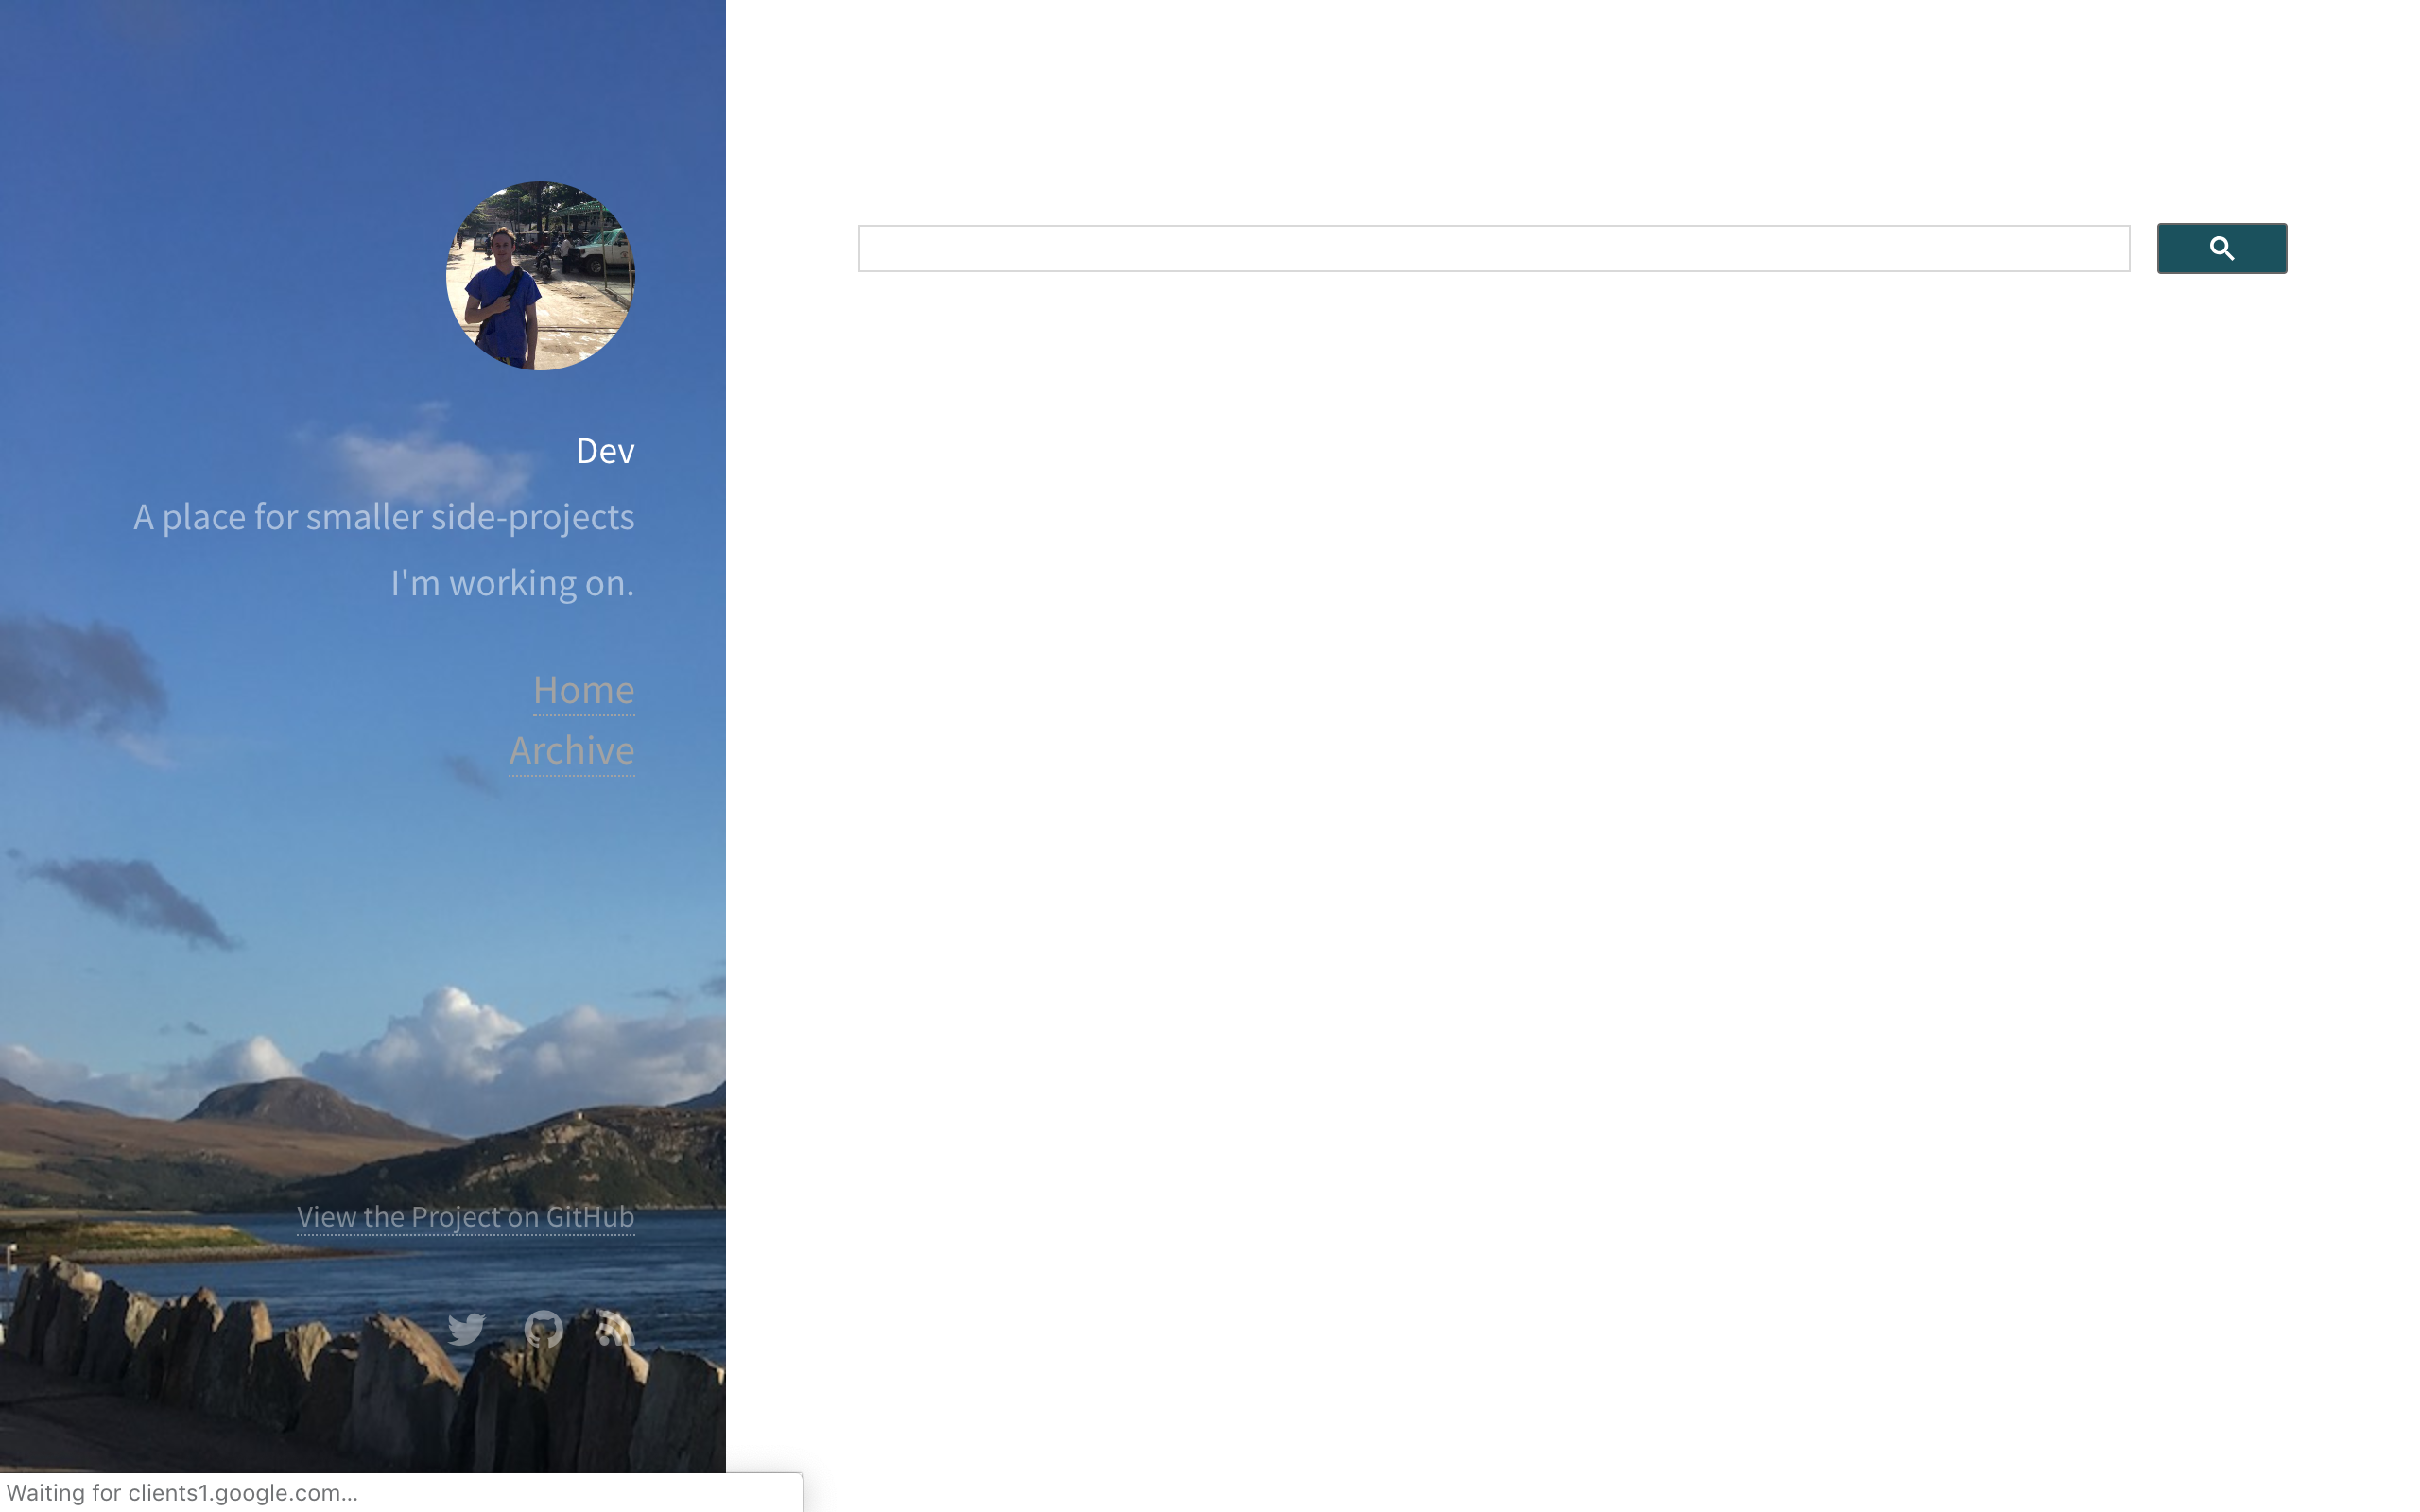 Dev
A place for smaller side-projects
I'm working on.
Home
Archive
View the Project on GitHub
Waiting for clients1.google.com...